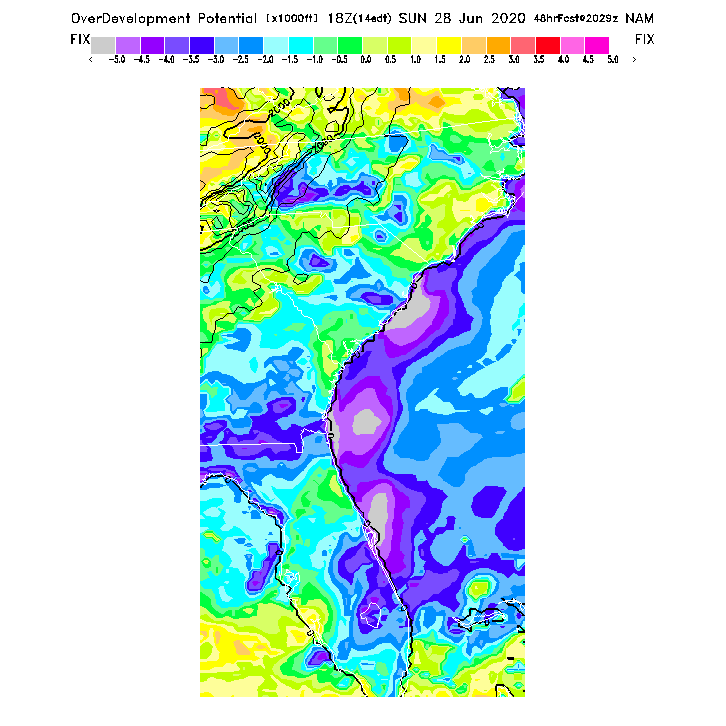 OverDevelopment Potential [x1000ft] 18Z(14edt) SUN 28 Jun 2020 48hrFcst@2029z NAM
FIX FIX
< -5.0 -4.5 -4.0 -3.5 -3.0 -2.5 -2.0 -1.5 -1.0 -0.5 0.0 0.5 1.0 1.5 2.0 2.5 3.0 3.5 4.0 4.5 5.0 >
2000
2000